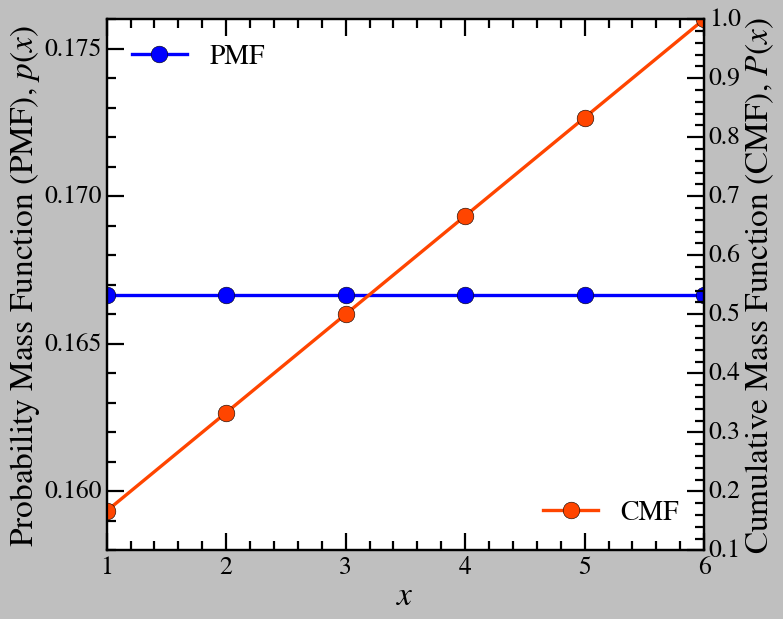 Probability Mass Function (PMF), p(x)
0.175
0.170
0.165
0.160
PMF
CMF
1.0
0.9
0.8
0.7
0.6
0.5
0.4
0.3
0.2
0.1
Cumulative Mass Function (CMF), P(x)
1 2 3 4 5 6
x